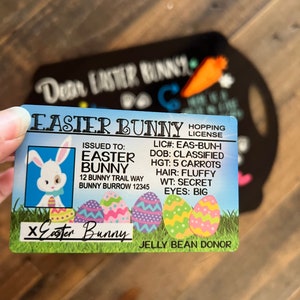 Dear EASTER BUNNY,
EASTER BUNNY
HOPPING
LICENSE
ISSUED TO:
EASTER
BUNNY
12 BUNNY TRAIL WAY
BUNNY BURROW 12345
LIC#: EAS-BUN-I
DOB: CLASSIFIED
HGT: 5 CARROTS
HAIR: FLUFFY
WT: SECRET
EYES: BIG
X Easter Bunny
JELLY BEAN DONOR